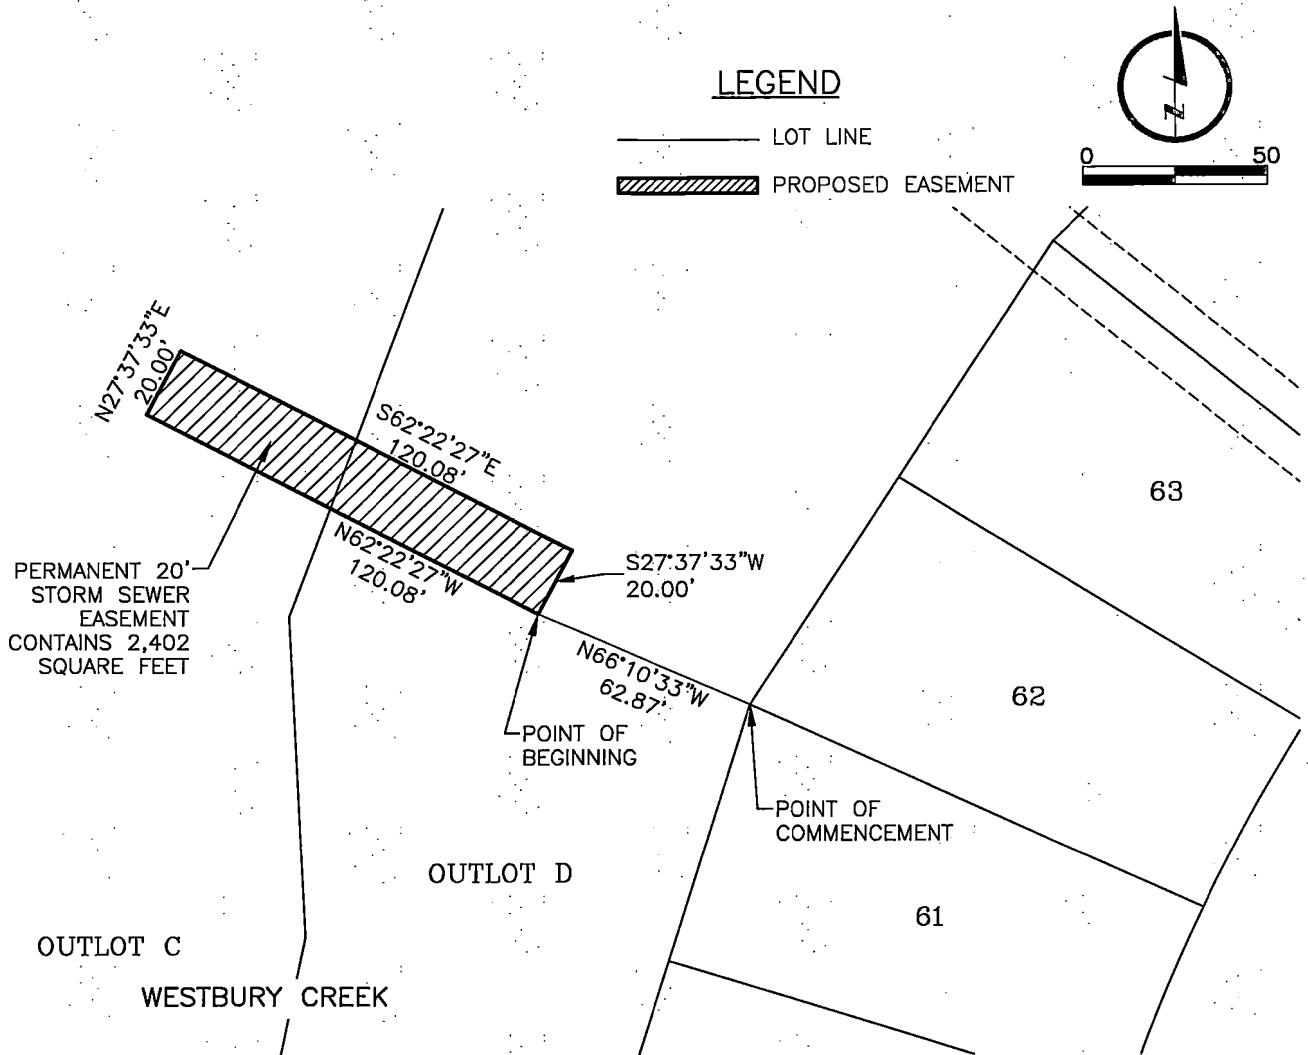 LEGEND
LOT LINE
PROPOSED EASEMENT
N
0 50
N27°37'33"E
20.00'
S62°22'27"E
120.08'
63
N62°22'27"W
120.08'
S27°37'33"W
20.00'
PERMANENT 20'
STORM SEWER
EASEMENT
CONTAINS 2,402
SQUARE FEET
N66°10'33"W
62.87'
62
POINT OF
BEGINNING
POINT OF
COMMENCEMENT
OUTLOT D
61
OUTLOT C
WESTBURY CREEK